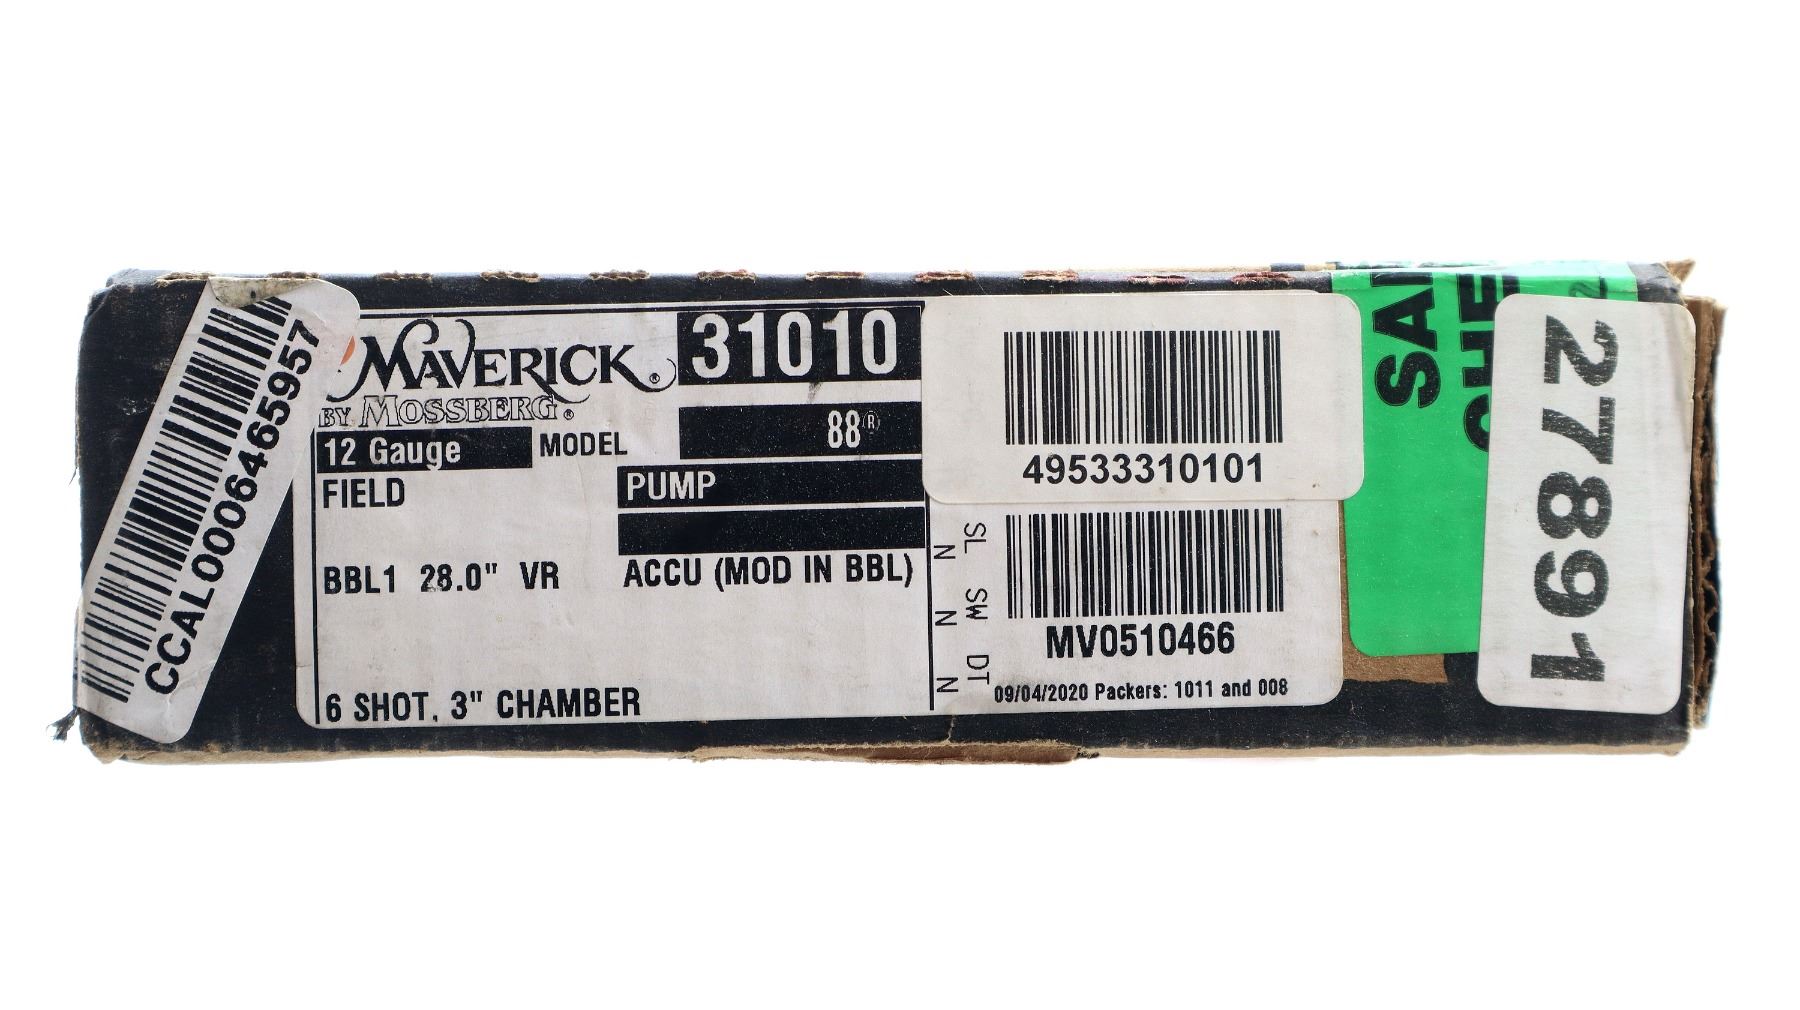 CCAL0006465957
MAVERICK®
BY MOSSBERG®
31010
12 Gauge
MODEL 88®
FIELD
PUMP
BBL1 28.0" VR
ACCU (MOD IN BBL)
6 SHOT, 3" CHAMBER
49533310101
SL SW DT
N N N
MV0510466
09/04/2020 Packers: 1011 and 008
27891